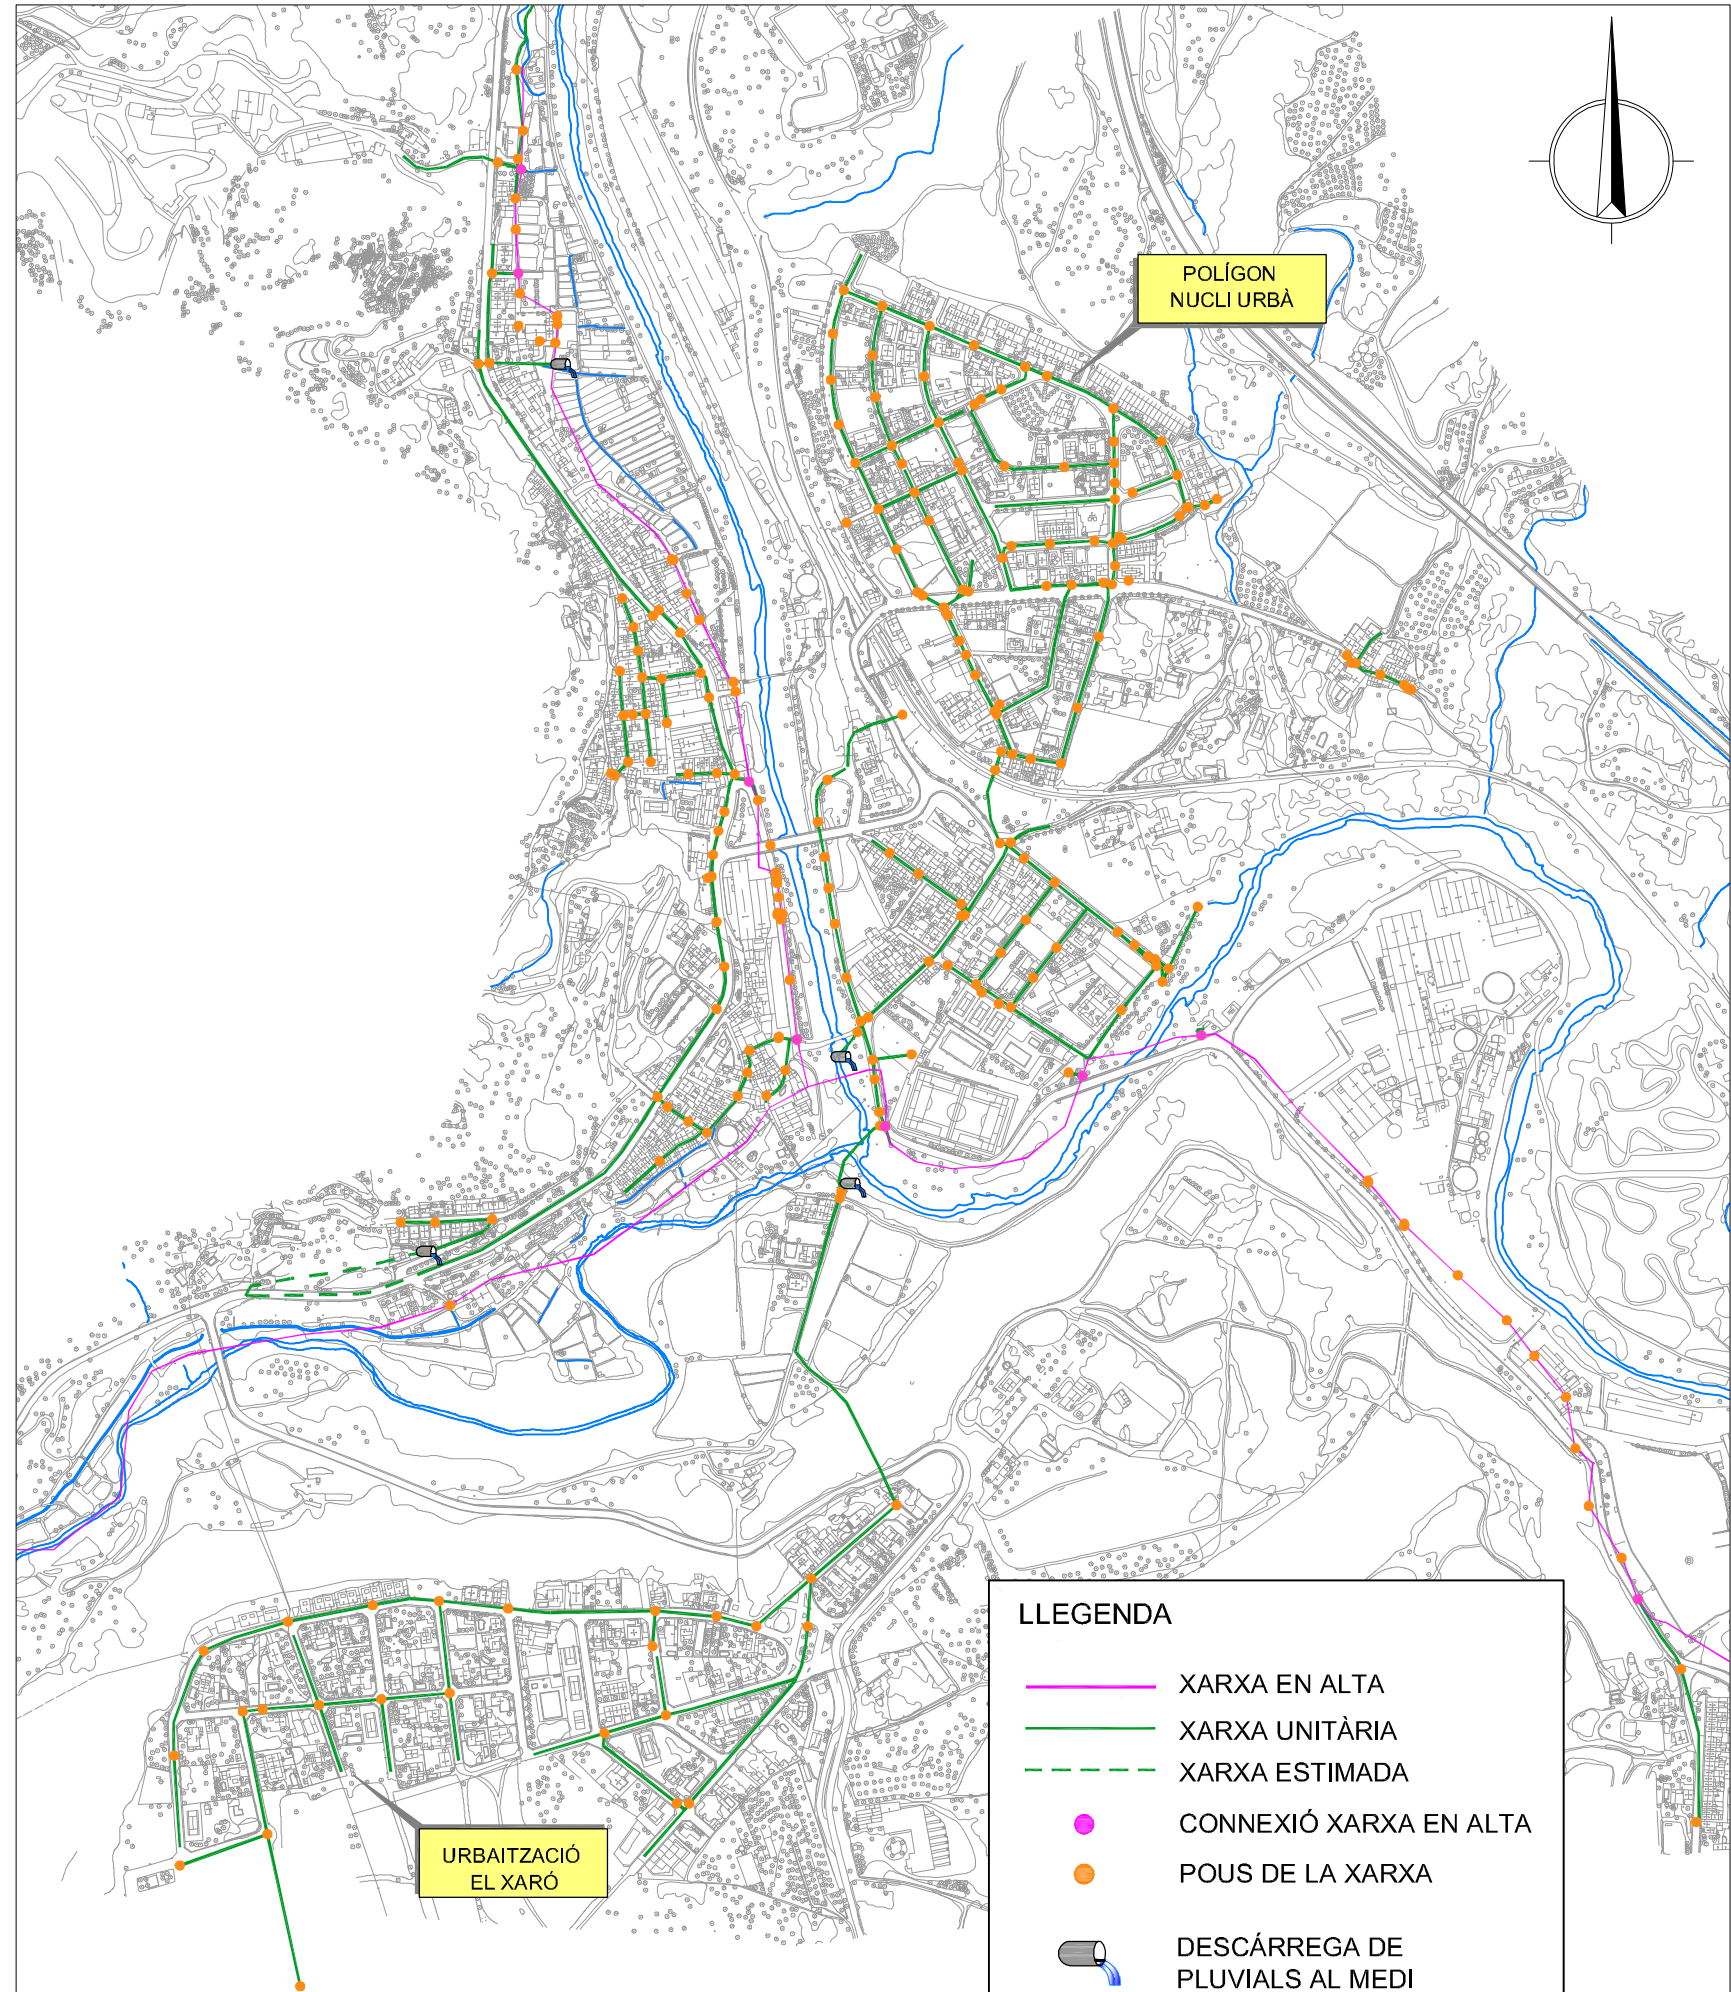 POLÍGON
NUCLI URBÀ
URBAITZACIÓ
EL XARÓ
LLEGENDA
XARXA EN ALTA
XARXA UNITÀRIA
XARXA ESTIMADA
CONNEXIÓ XARXA EN ALTA
POUS DE LA XARXA
DESCÁRREGA DE
PLUVIALS AL MEDI